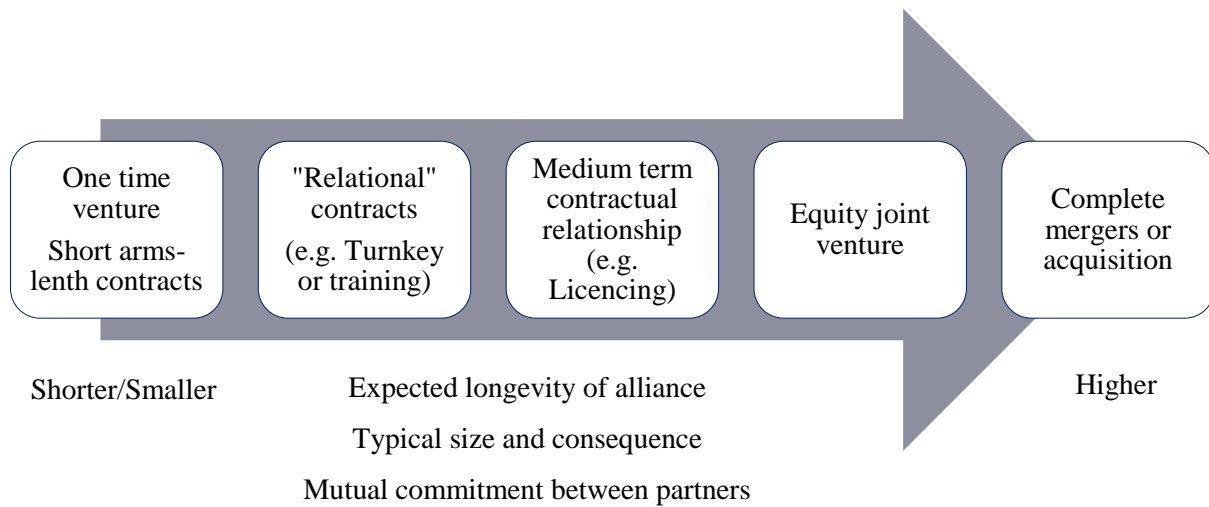 One time
venture
Short arms-
lenth contracts
"Relational"
contracts
(e.g. Turnkey
or training)
Medium term
contractual
relationship
(e.g.
Licencing)
Equity joint
venture
Complete
mergers or
acquisition
Shorter/Smaller
Expected longevity of alliance
Higher
Typical size and consequence
Mutual commitment between partners